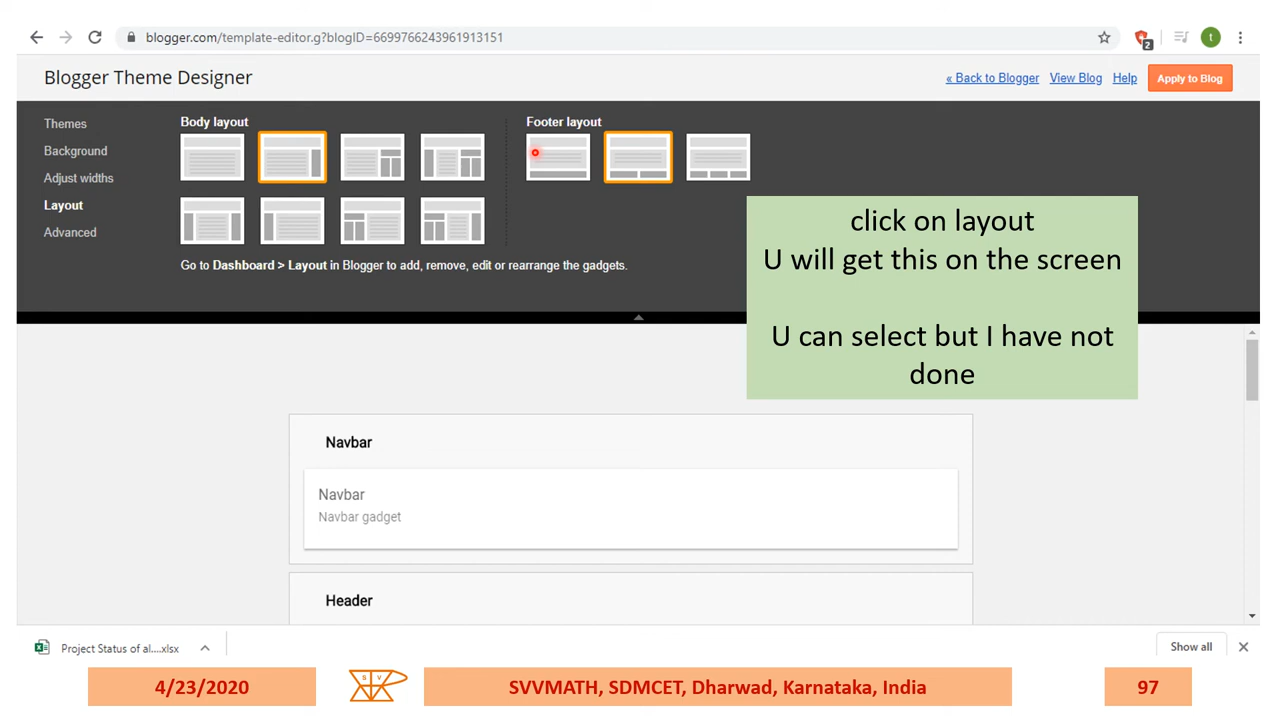 blogger.com/template-editor.g?blogID=6699766243961913151
2
t
Blogger Theme Designer
« Back to Blogger View Blog Help Apply to Blog
Themes
Background
Adjust widths
Layout
Advanced
Body layout
Footer layout
Go to Dashboard > Layout in Blogger to add, remove, edit or rearrange the gadgets.
click on layout
U will get this on the screen
U can select but I have not
done
Navbar
Navbar
Navbar gadget
Header
Project Status of al....xlsx
Show all
4/23/2020
S V
SVVMATH, SDMCET, Dharwad, Karnataka, India
97